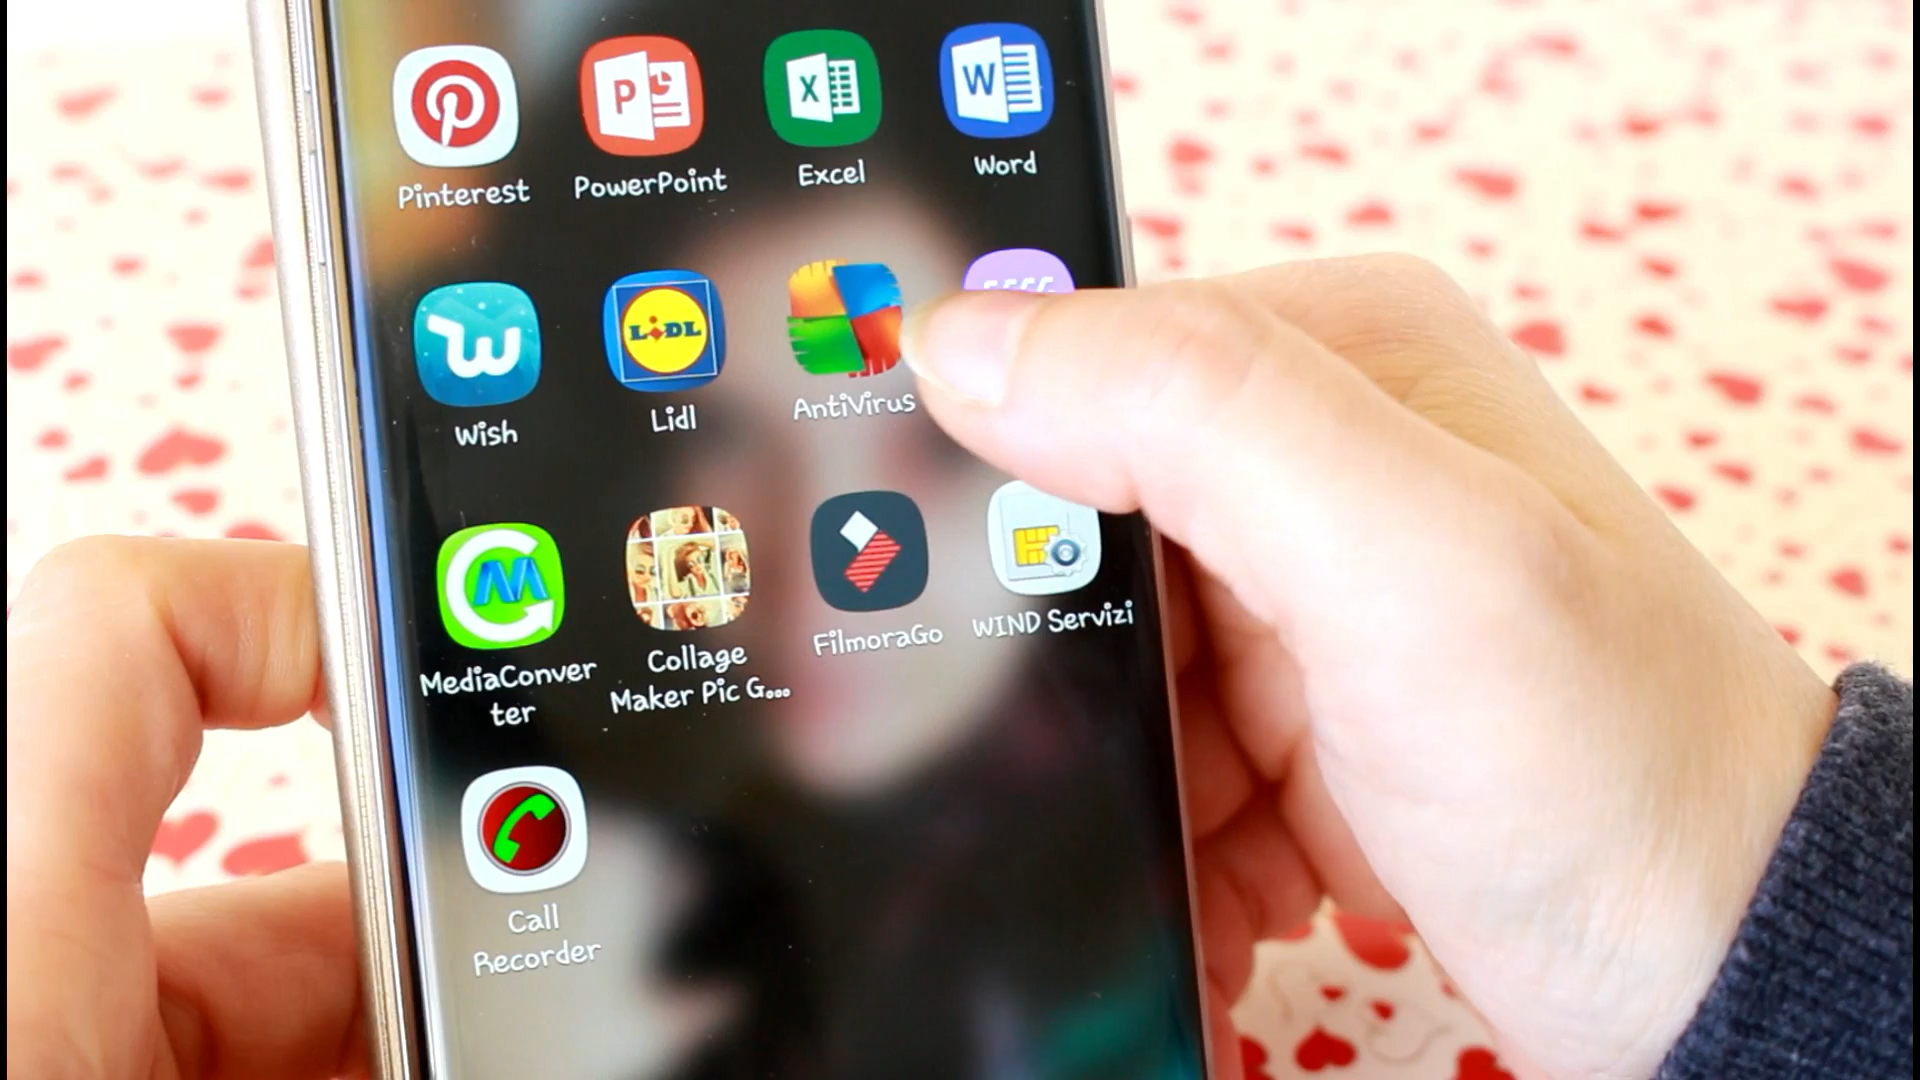 Pinterest
PowerPoint
Excel
Word
LIDL
Wish
Lidl
AntiVirus
MediaConver
ter
Collage
Maker Pic G...
FilmoraGo
WIND Servizi
Call
Recorder